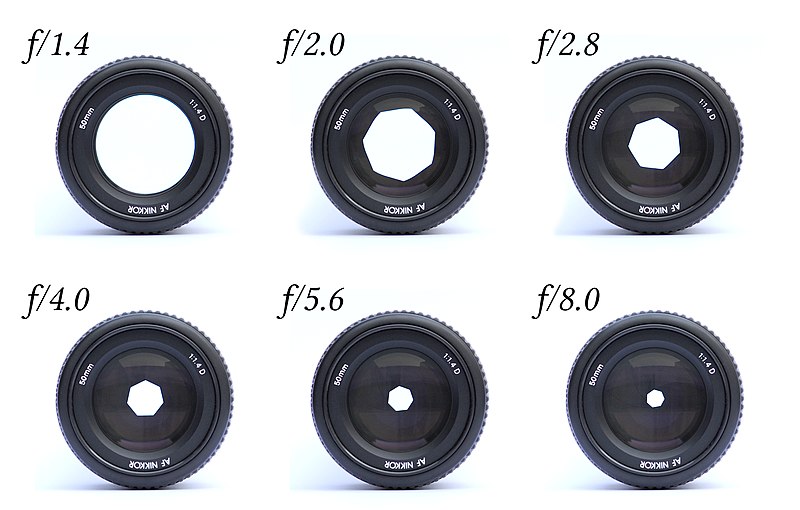 f/1.4
50mm
1:1.4 D
AF NIKKOR
f/2.0
50mm
1:1.4 D
AF NIKKOR
f/2.8
50mm
1:1.4 D
AF NIKKOR
f/4.0
50mm
1:1.4 D
AF NIKKOR
f/5.6
50mm
1:1.4 D
AF NIKKOR
f/8.0
50mm
1:1.4 D
AF NIKKOR